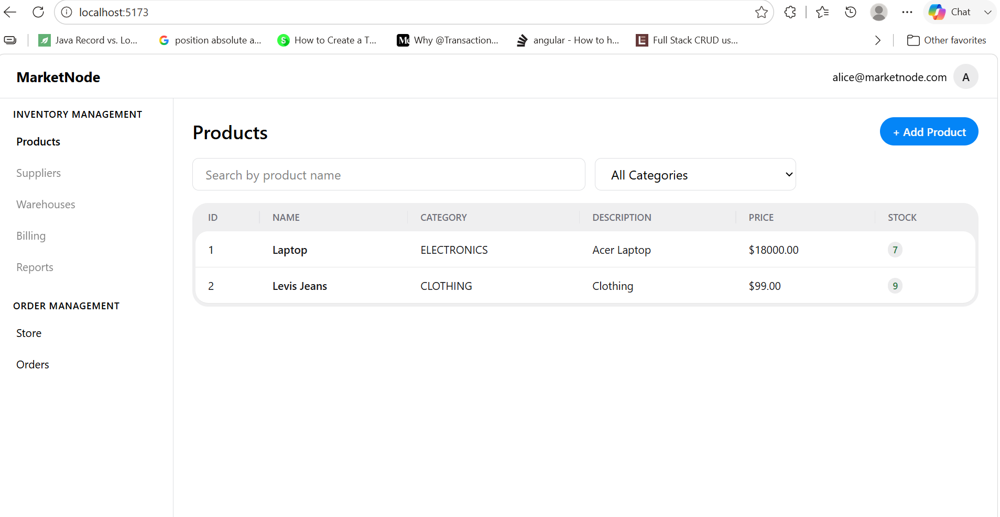 localhost:5173
Chat
Java Record vs. Lo...
position absolute a...
How to Create a T...
Why @Transaction...
angular - How to h...
Full Stack CRUD us...
Other favorites
MarketNode
alice@marketnode.com A
INVENTORY MANAGEMENT
Products
Suppliers
Warehouses
Billing
Reports
ORDER MANAGEMENT
Store
Orders
Products
+ Add Product
Search by product name
All Categories
ID NAME CATEGORY DESCRIPTION PRICE STOCK
1 Laptop ELECTRONICS Acer Laptop $18000.00 7
2 Levis Jeans CLOTHING Clothing $99.00 9